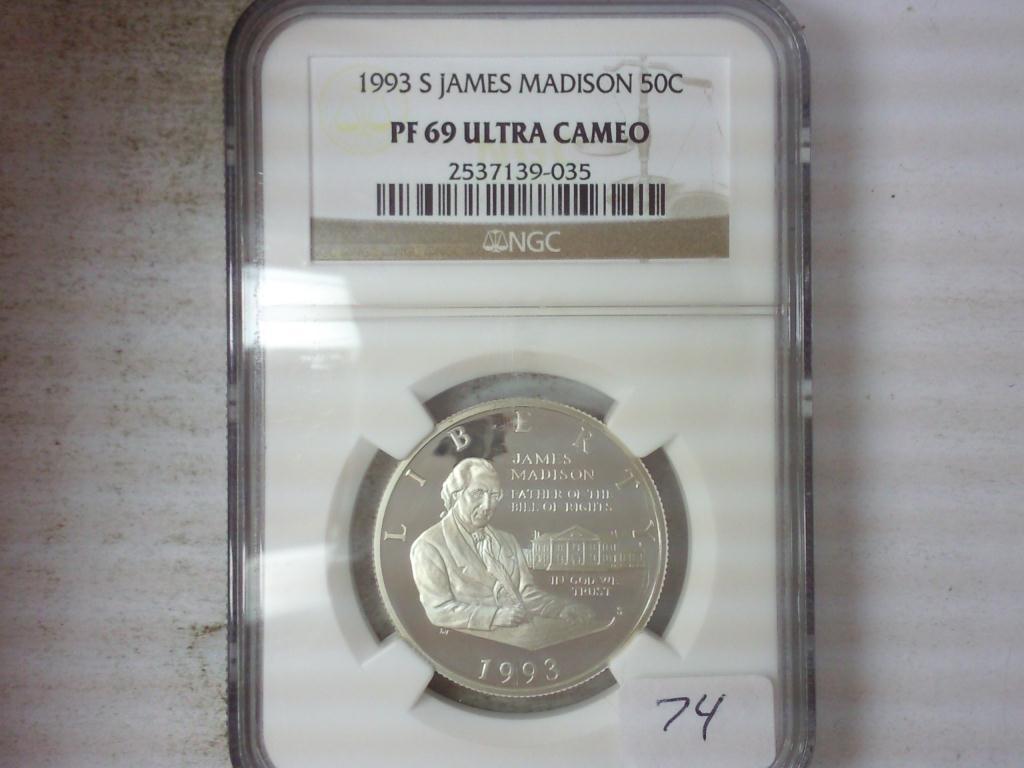 1993 S JAMES MADISON 50C
PF 69 ULTRA CAMEO
2537139-035
NGC
LIBERTY
JAMES
MADISON
FATHER OF THE
BILL OF RIGHTS
IN GOD WE
TRUST
S
1993
74